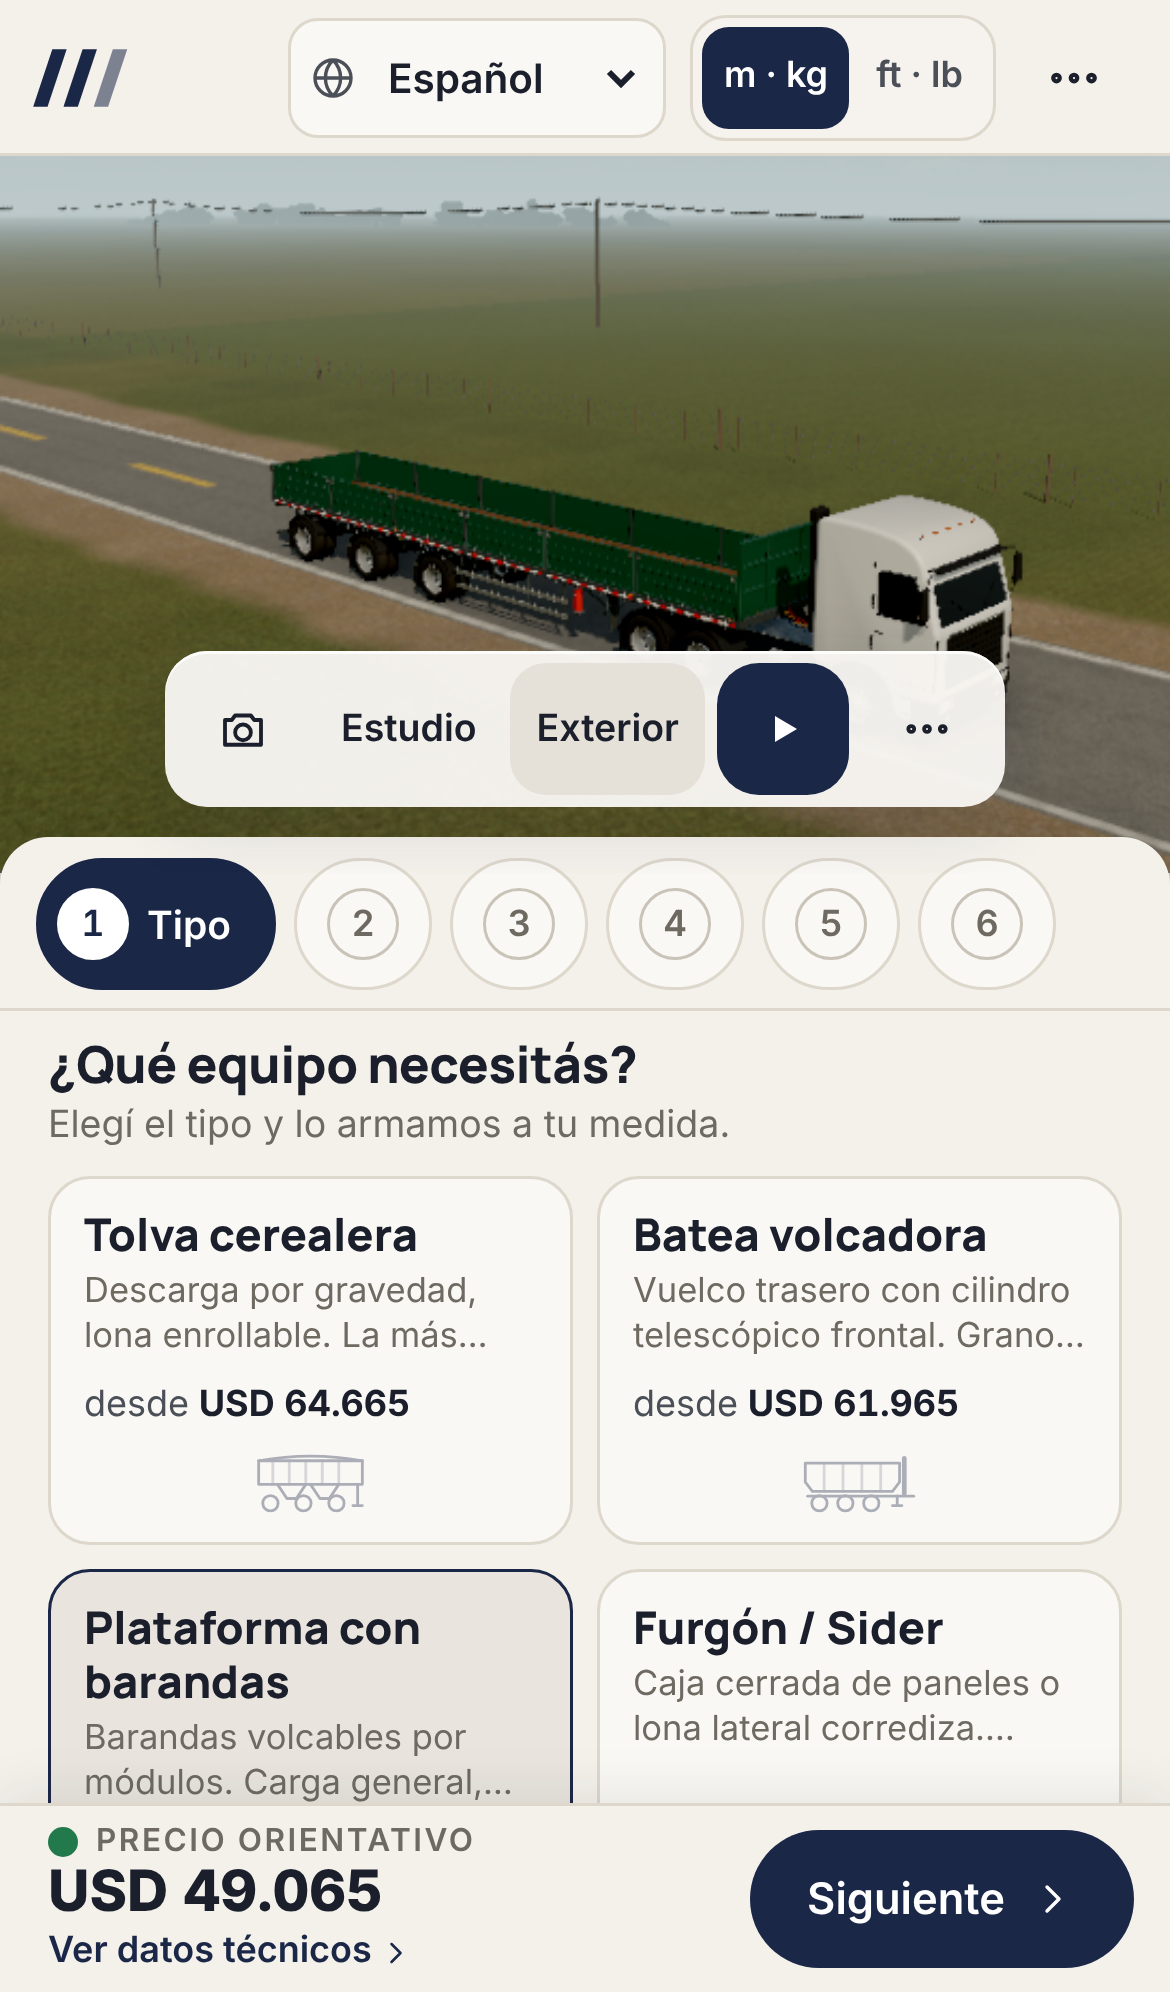 Español
m · kg
ft · lb
Estudio
Exterior
1 Tipo
2
3
4
5
6
¿Qué equipo necesitás?
Elegí el tipo y lo armamos a tu medida.
Tolva cerealera
Descarga por gravedad,
lona enrollable. La más...
desde USD 64.665
Batea volcadora
Vuelco trasero con cilindro
telescópico frontal. Grano...
desde USD 61.965
Plataforma con
barandas
Barandas volcables por
módulos. Carga general,...
Furgón / Sider
Caja cerrada de paneles o
lona lateral corrediza....
PRECIO ORIENTATIVO
USD 49.065
Ver datos técnicos
Siguiente